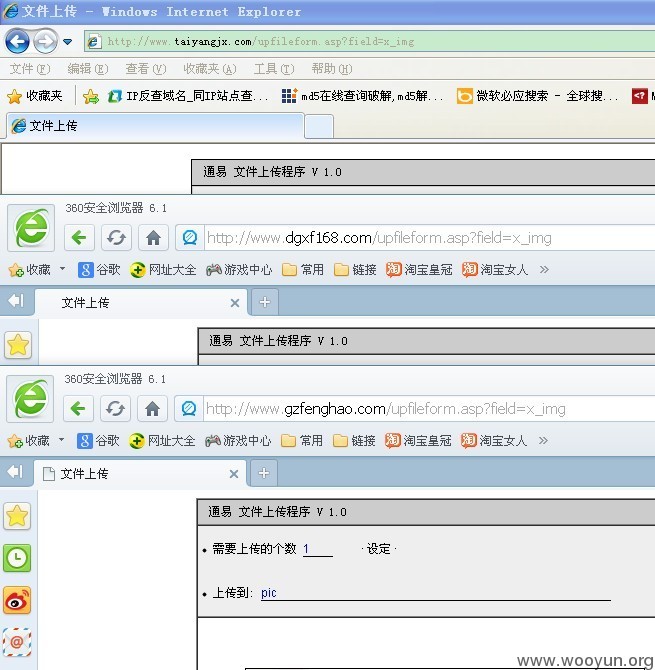 文件上传 - Windows Internet Explorer
http://www.taiyangjx.com/upfileform.asp?field=x_img
文件(F) 编辑(E) 查看(V) 收藏夹(A) 工具(T) 帮助(H)
收藏夹 IP反查域名_同IP站点查... md5在线查询破解,md5解... 微软必应搜索 - 全球搜... <?
文件上传
通易 文件上传程序 V 1.0
360安全浏览器 6.1
http://www.dgxf168.com/upfileform.asp?field=x_img
收藏 谷歌 网址大全 游戏中心 常用 链接 淘 淘宝皇冠 淘 淘宝女人 »
文件上传
通易 文件上传程序 V 1.0
360安全浏览器 6.1
http://www.gzfenghao.com/upfileform.asp?field=x_img
收藏 谷歌 网址大全 游戏中心 常用 链接 淘 淘宝皇冠 淘 淘宝女人 »
文件上传
通易 文件上传程序 V 1.0
• 需要上传的个数 1 · 设定 ·
• 上传到: pic
www.wooyun.org